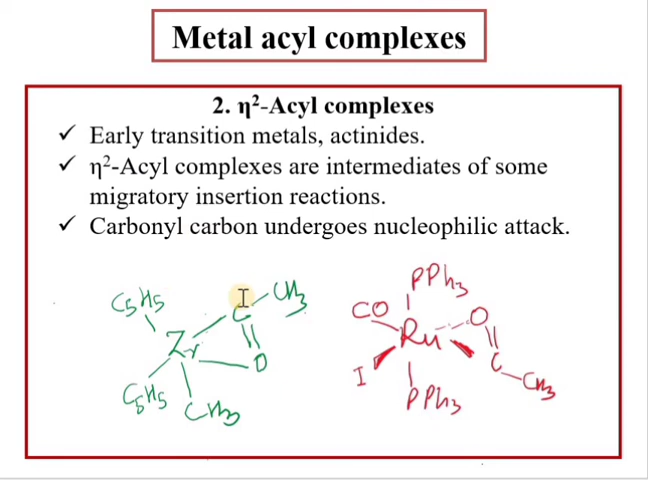 Metal acyl complexes
2. η²-Acyl complexes
✓ Early transition metals, actinides.
✓ η²-Acyl complexes are intermediates of some
migratory insertion reactions.
✓ Carbonyl carbon undergoes nucleophilic attack.
C5H5
C
CH3
Zr
O
C5H5
CH3
PPh3
CO
O
Ru
I
C
CH3
PPh3